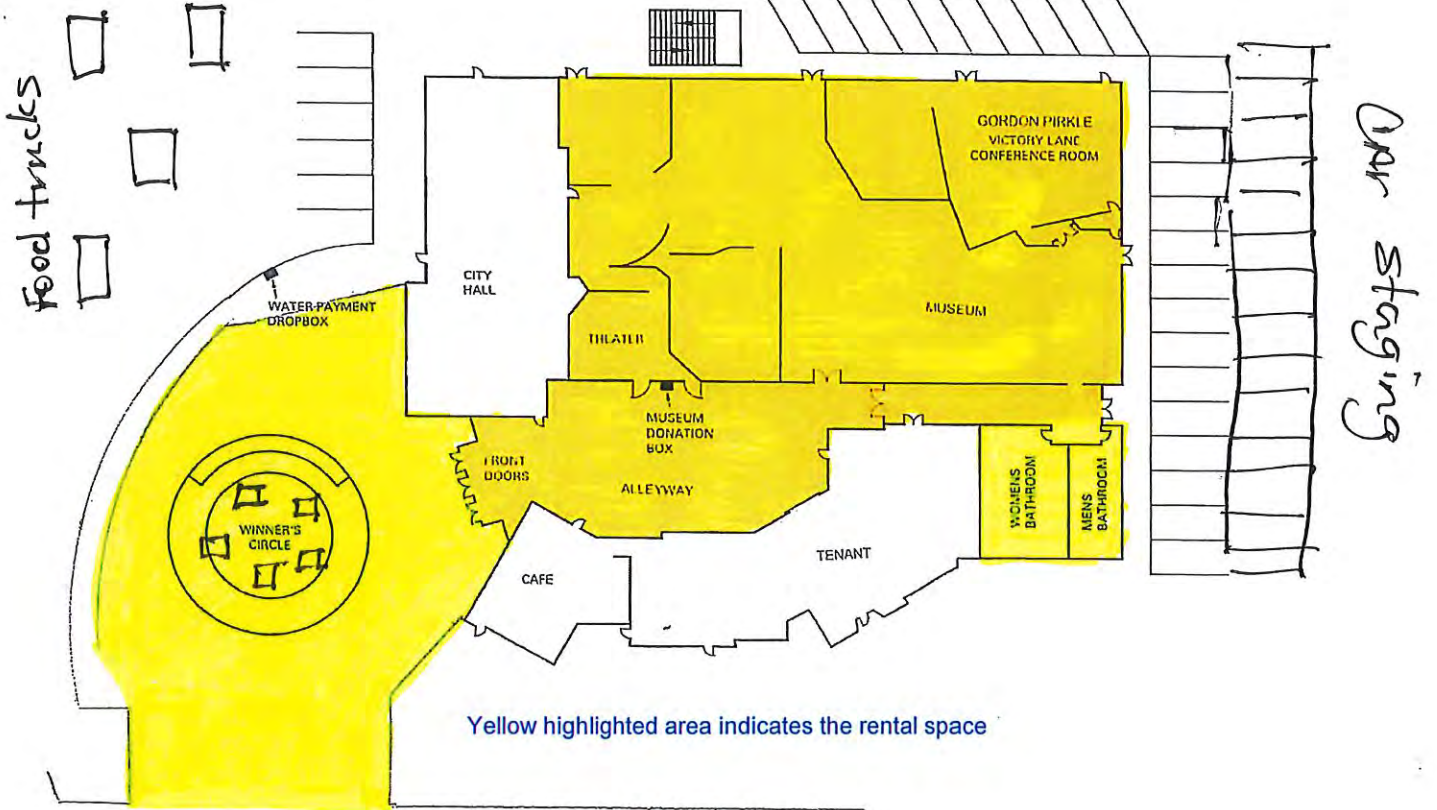 Food trucks
GORDON PIRKLE
VICTORY LANE
CONFERENCE ROOM
Car Staging
CITY
HALL
WATER PAYMENT
DROPBOX
MUSEUM
THEATER
MUSEUM
DONATION
BOX
FRONT
DOORS
ALLEYWAY
WINNER'S
CIRCLE
WOMENS
BATHROOM
MENS
BATHROOM
TENANT
CAFE
Yellow highlighted area indicates the rental space